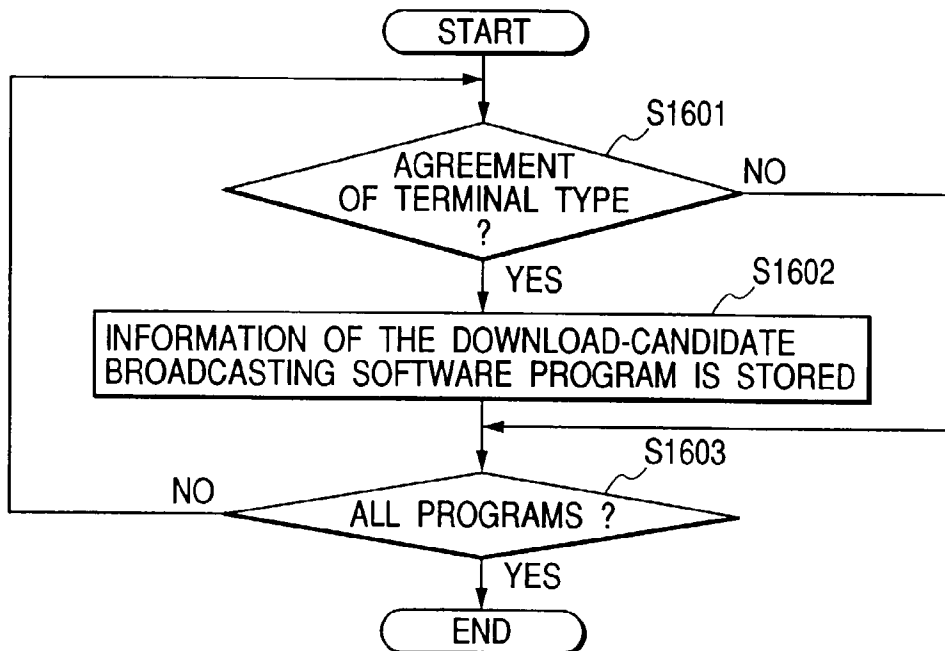 START
S1601
AGREEMENT
OF TERMINAL TYPE
?
NO
YES
S1602
INFORMATION OF THE DOWNLOAD-CANDIDATE
BROADCASTING SOFTWARE PROGRAM IS STORED
S1603
NO
ALL PROGRAMS ?
YES
END